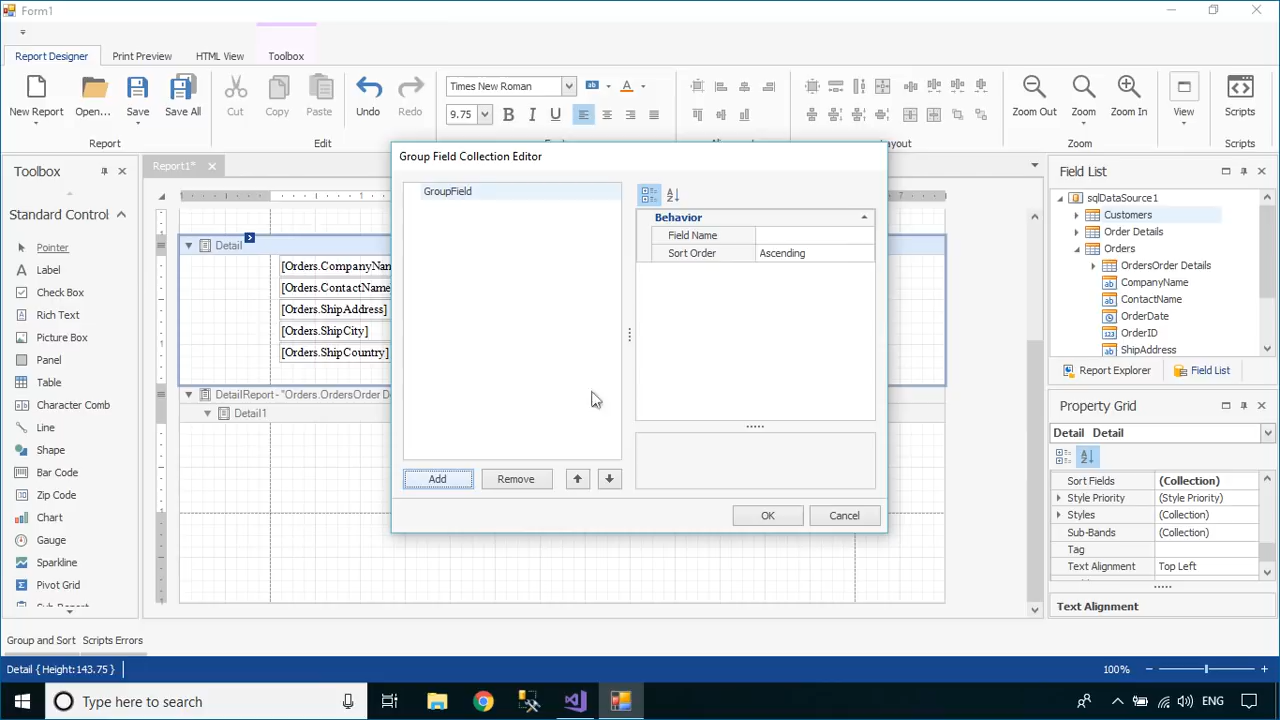 Form1
Report Designer
Print Preview
HTML View
Toolbox
New Report
Open...
Save
Save All
Cut
Copy
Paste
Undo
Redo
Times New Roman
9.75
B I U
Zoom Out
Zoom
Zoom In
View
Scripts
Report
Edit
Alignment
Layout
Zoom
Scripts
Toolbox
Report1*
Group Field Collection Editor
Field List
Standard Control
Pointer
Label
Check Box
Rich Text
Picture Box
Panel
Table
Character Comb
Line
Shape
Bar Code
Zip Code
Chart
Gauge
Sparkline
Pivot Grid
Detail
[Orders.CompanyNam
[Orders.ContactName
[Orders.ShipAddress]
[Orders.ShipCity]
[Orders.ShipCountry]
DetailReport - "Orders.OrdersOrder D
Detail1
GroupField
Behavior
Field Name
Sort Order Ascending
Add
Remove
OK
Cancel
sqlDataSource1
Customers
Order Details
Orders
OrdersOrder Details
CompanyName
ContactName
OrderDate
OrderID
ShipAddress
Report Explorer
Field List
Property Grid
Detail Detail
Sort Fields (Collection)
Style Priority (Style Priority)
Styles (Collection)
Sub-Bands (Collection)
Tag
Text Alignment Top Left
Text Alignment
Group and Sort
Scripts Errors
Detail { Height:143.75 }
100%
Type here to search
ENG